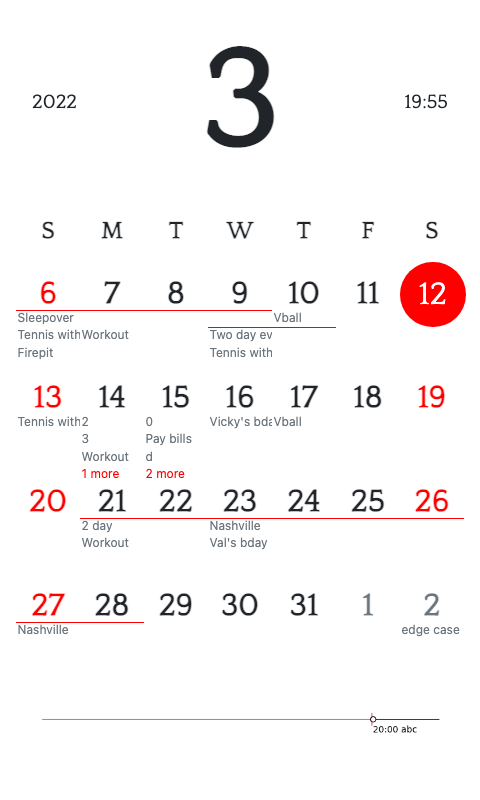 3
2022 19:55
S M T W T F S
6 7 8 9 10 11 12
Sleepover Vball
Tennis with Workout Two day ev
Firepit Tennis with
13 14 15 16 17 18 19
Tennis with 2 0 Vicky's bda Vball
3 Pay bills
Workout d
1 more 2 more
20 21 22 23 24 25 26
2 day Nashville
Workout Val's bday
27 28 29 30 31 1 2
Nashville edge case
20:00 abc